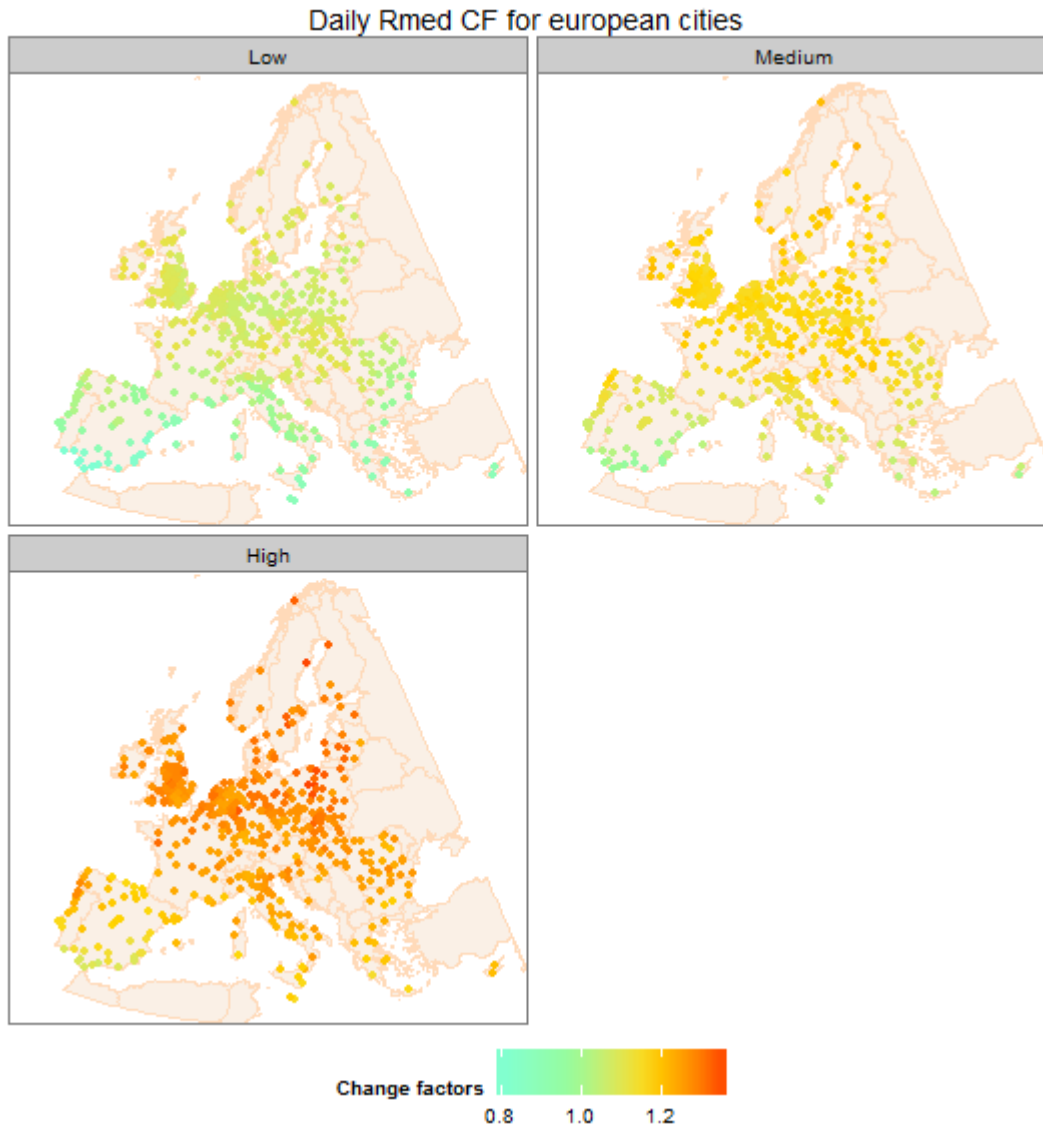 Daily Rmed CF for european cities
Low
Medium
High
Change factors
0.8 1.0 1.2